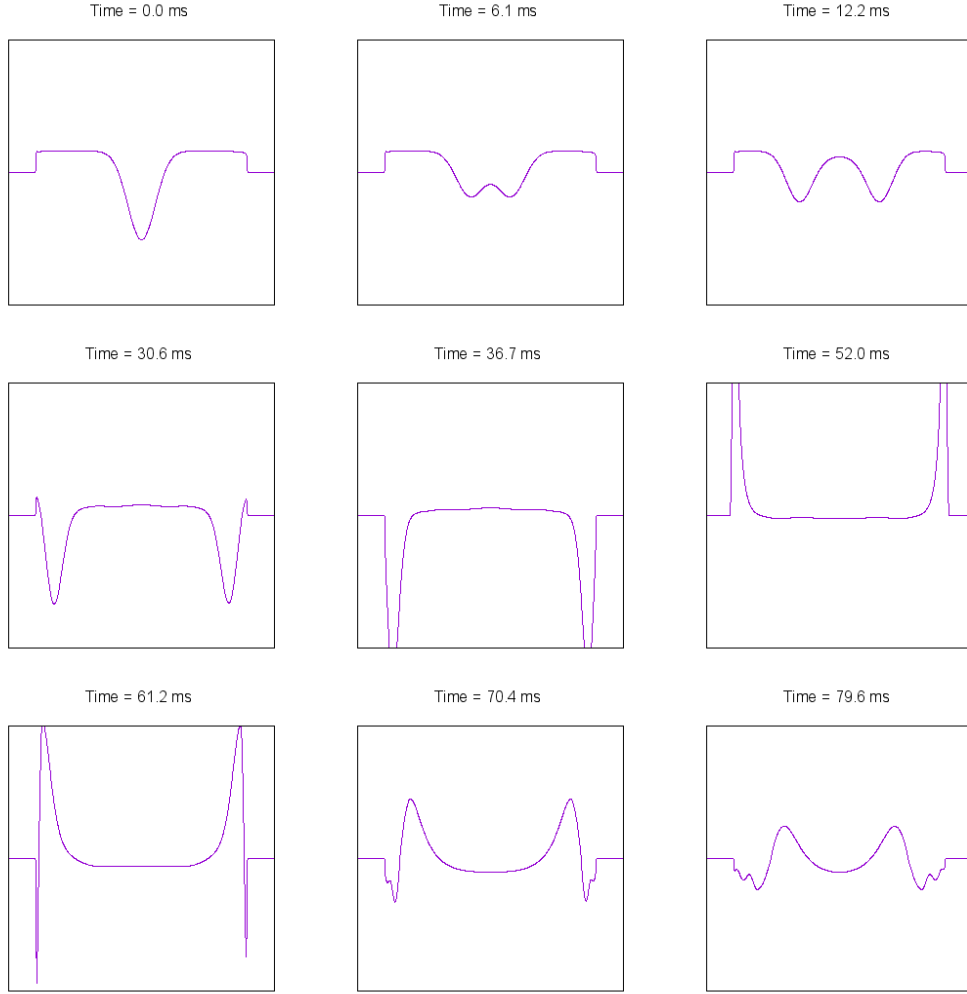 Time = 0.0 ms
Time = 6.1 ms
Time = 12.2 ms
Time = 30.6 ms
Time = 36.7 ms
Time = 52.0 ms
Time = 61.2 ms
Time = 70.4 ms
Time = 79.6 ms